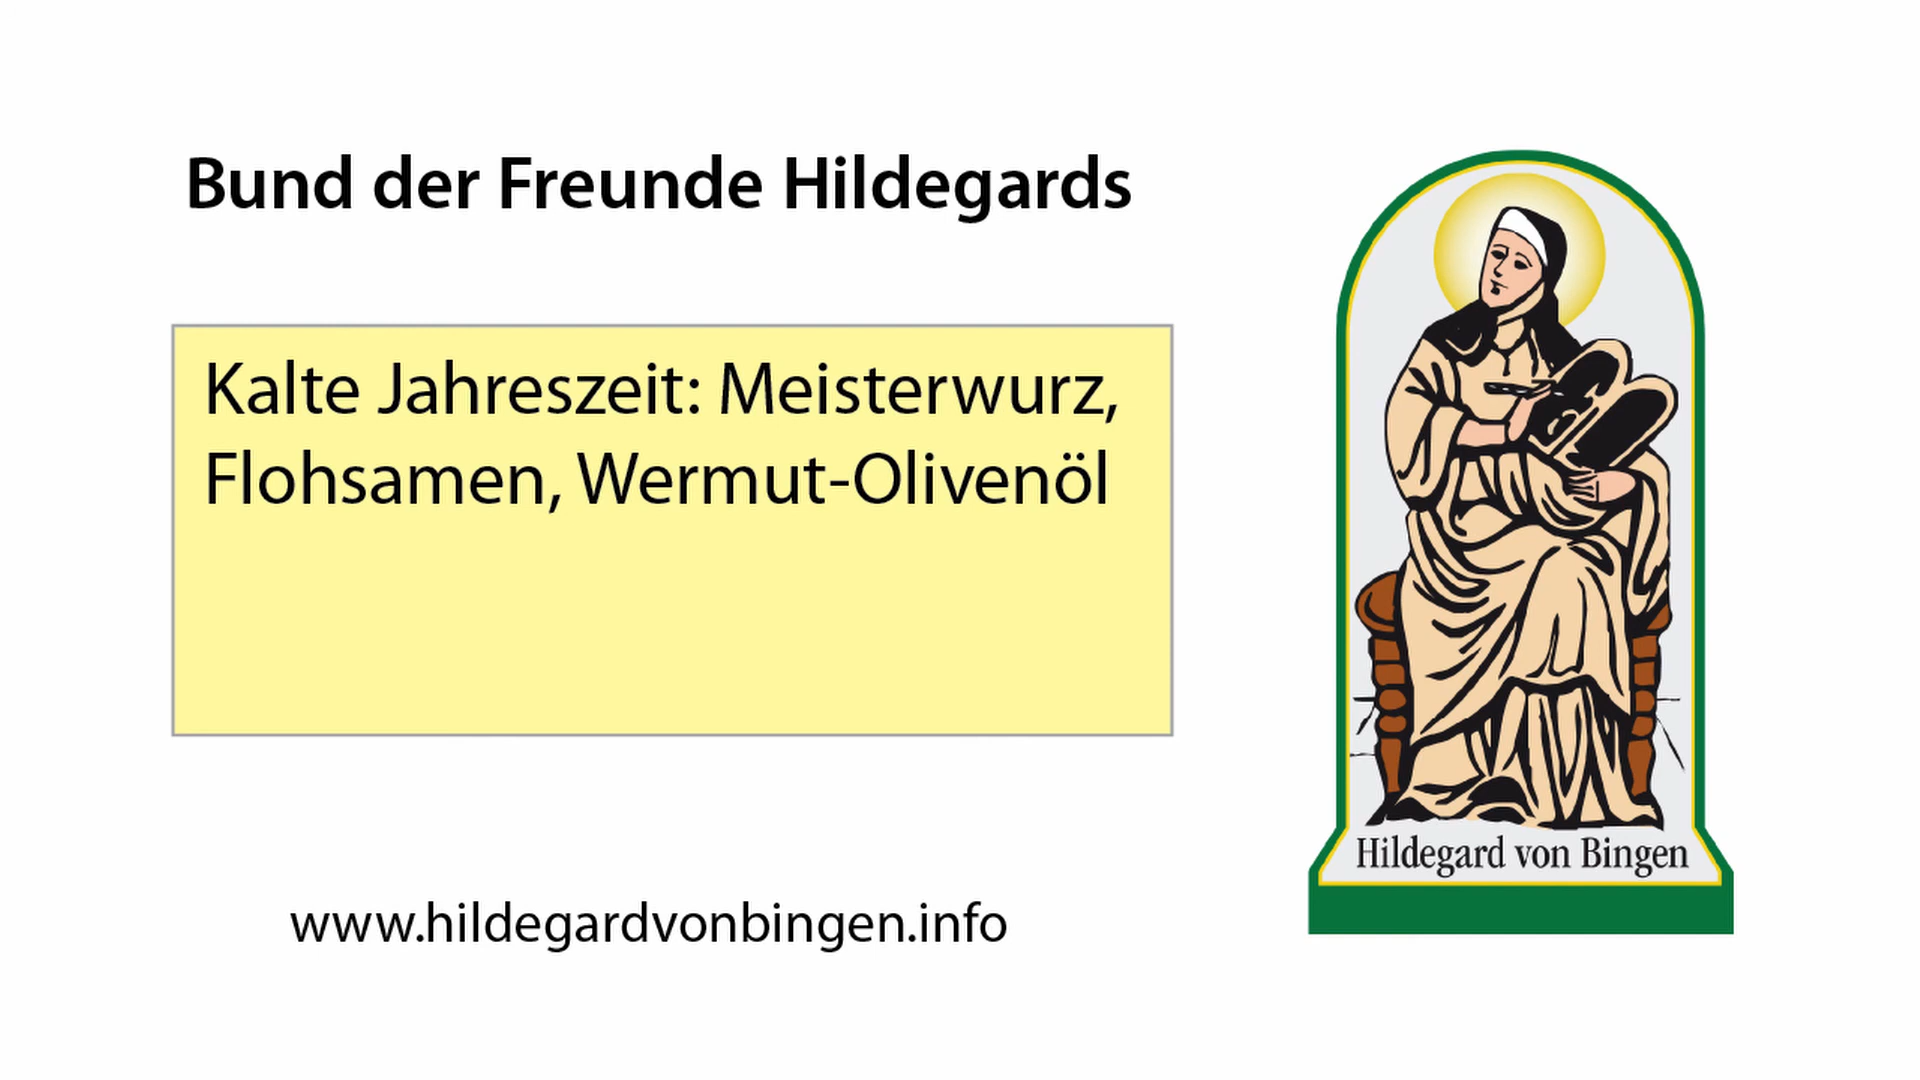 Bund der Freunde Hildegards
Kalte Jahreszeit: Meisterwurz,
Flohsamen, Wermut-Olivenöl
www.hildegardvonbingen.info
Hildegard von Bingen